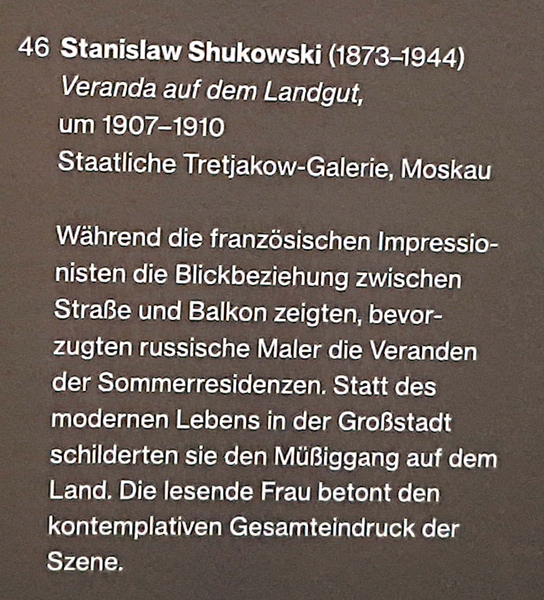 46 Stanislaw Shukowski (1873–1944)
Veranda auf dem Landgut,
um 1907–1910
Staatliche Tretjakow-Galerie, Moskau
Während die französischen Impressio-
nisten die Blickbeziehung zwischen
Straße und Balkon zeigten, bevor-
zugten russische Maler die Veranden
der Sommerresidenzen. Statt des
modernen Lebens in der Großstadt
schilderten sie den Müßiggang auf dem
Land. Die lesende Frau betont den
kontemplativen Gesamteindruck der
Szene.